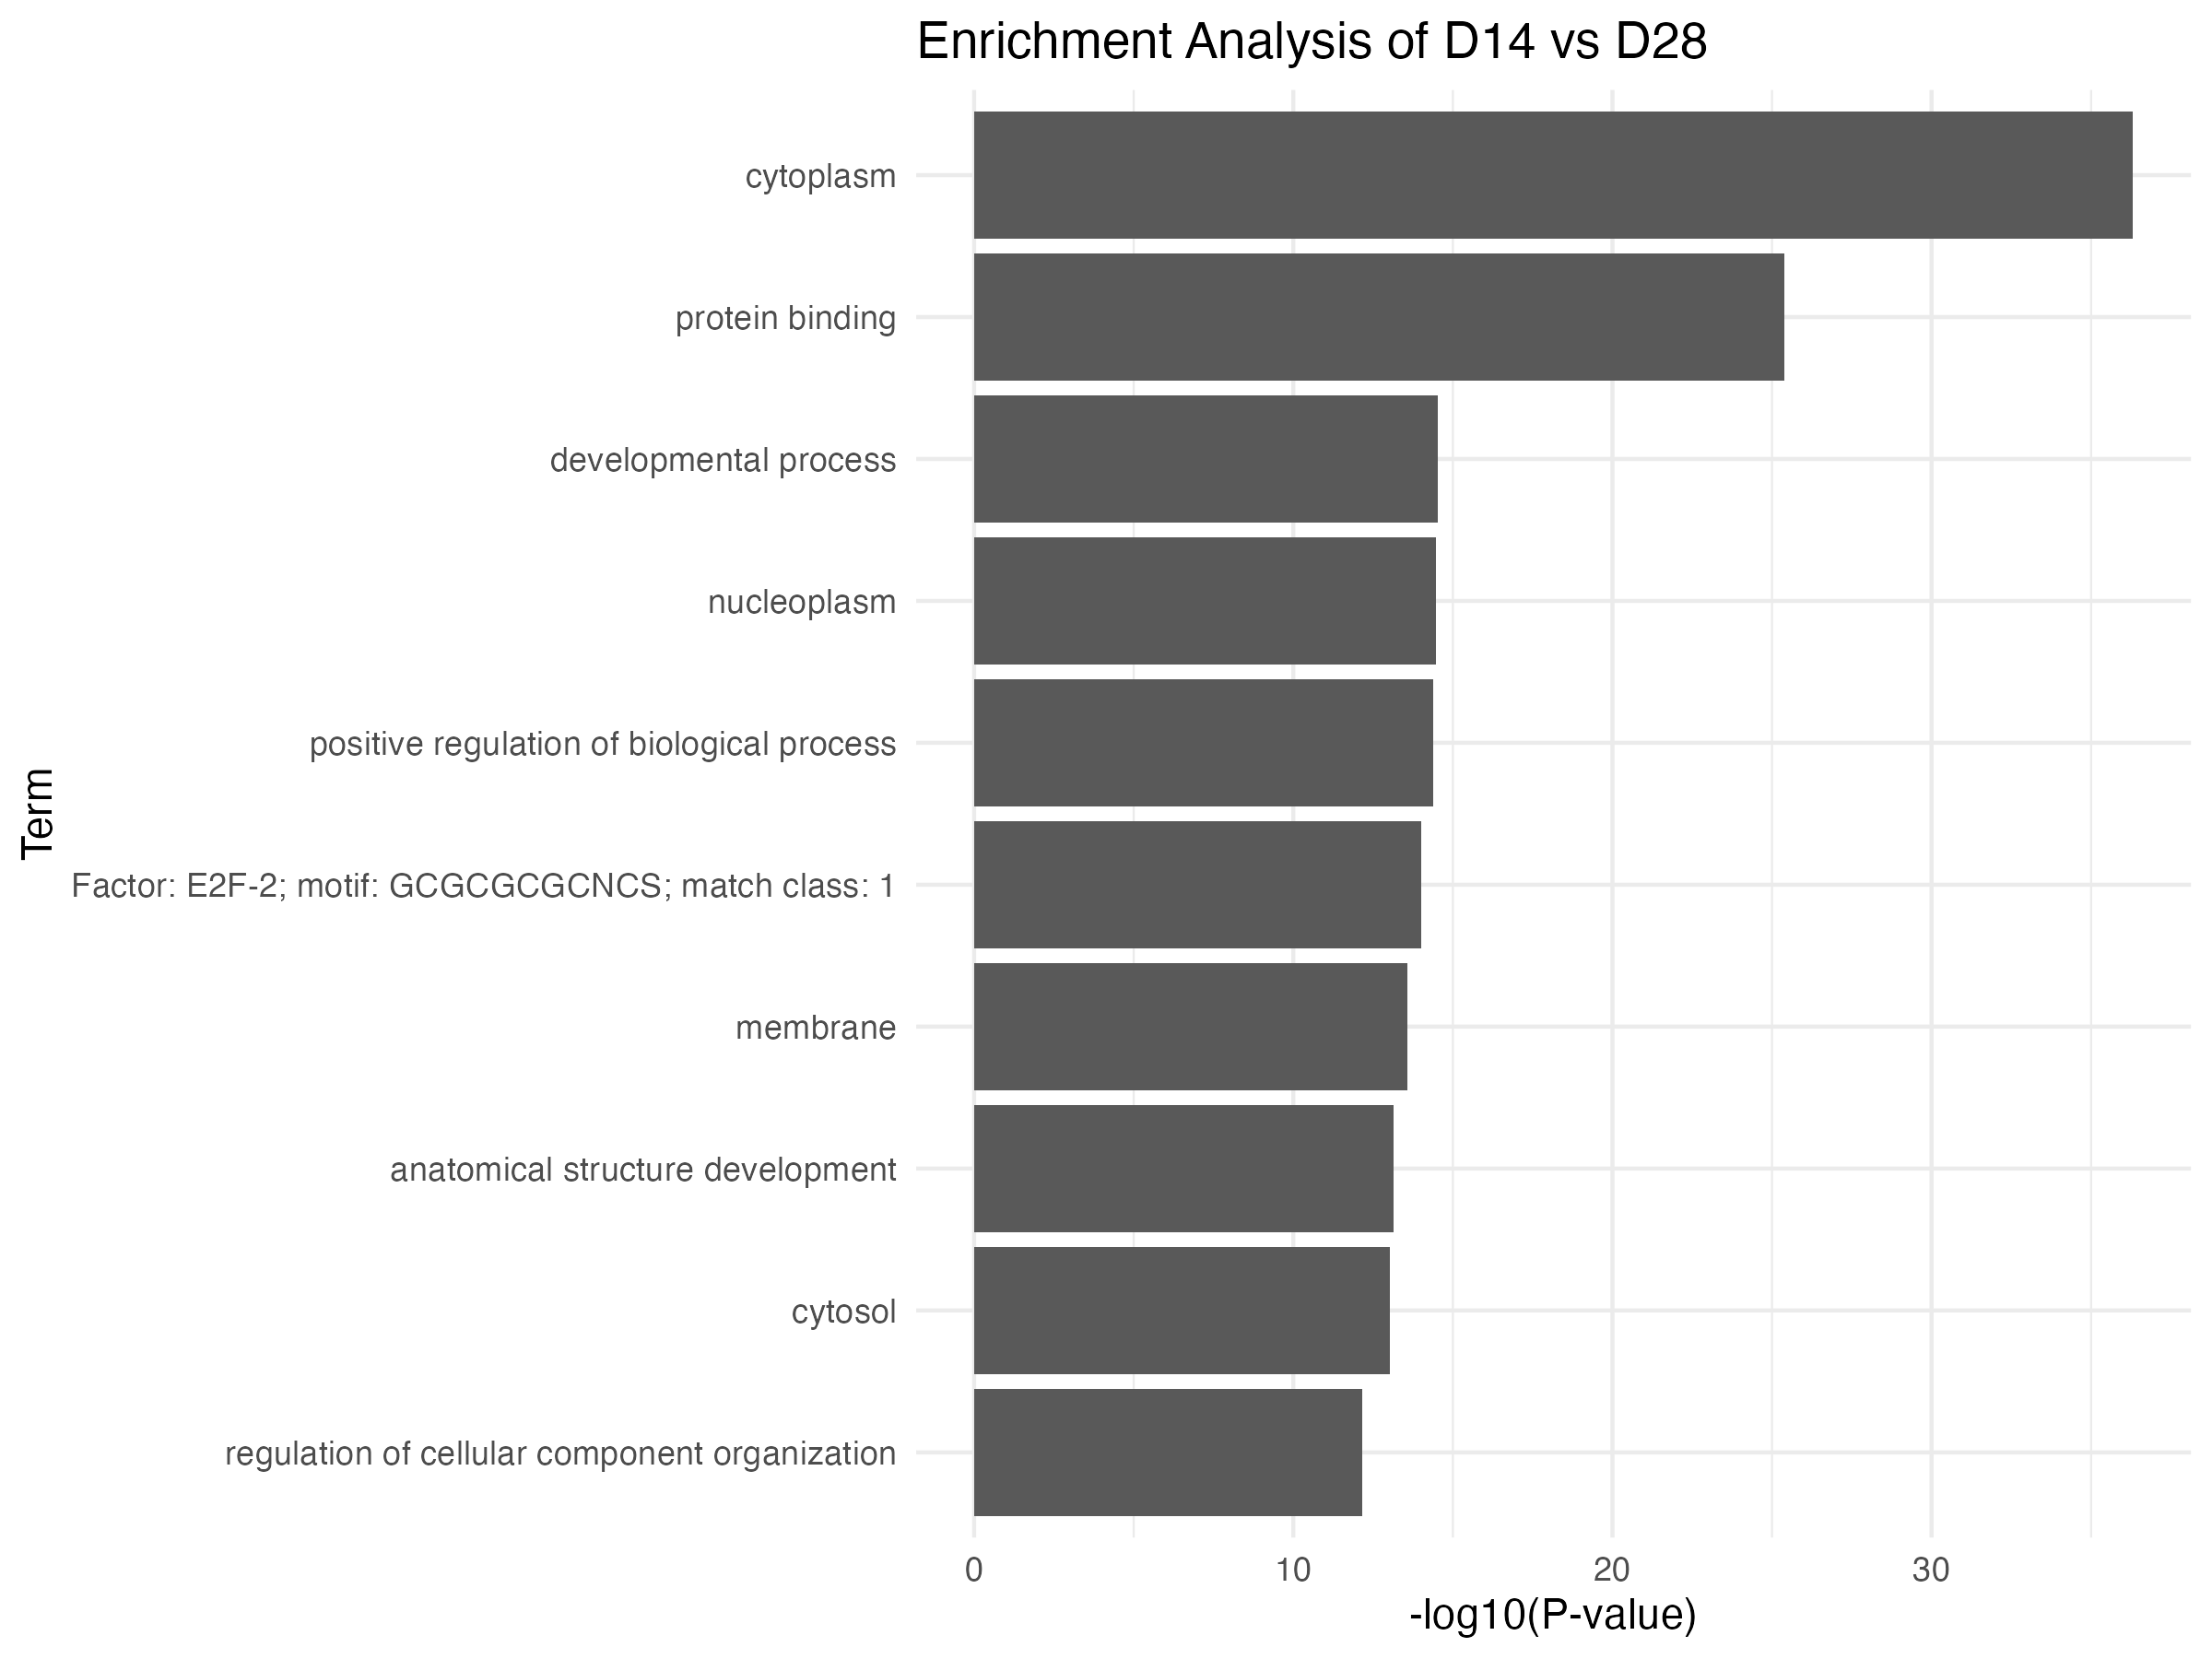 Enrichment Analysis of D14 vs D28
cytoplasm
protein binding
developmental process
nucleoplasm
positive regulation of biological process
Factor: E2F-2; motif: GCGCGCGCNCS; match class: 1
membrane
anatomical structure development
cytosol
regulation of cellular component organization
Term
0 10 20 30
-log10(P-value)